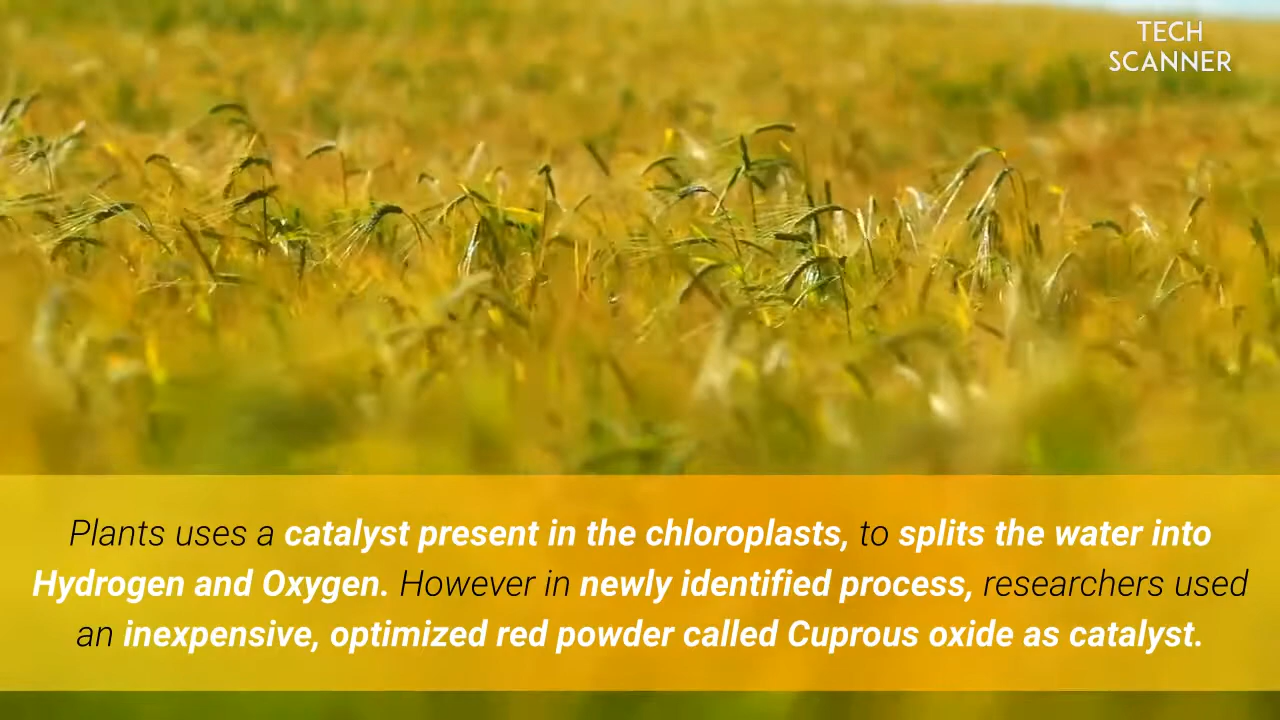 TECH
SCANNER
Plants uses a catalyst present in the chloroplasts, to splits the water into
Hydrogen and Oxygen. However in newly identified process, researchers used
an inexpensive, optimized red powder called Cuprous oxide as catalyst.